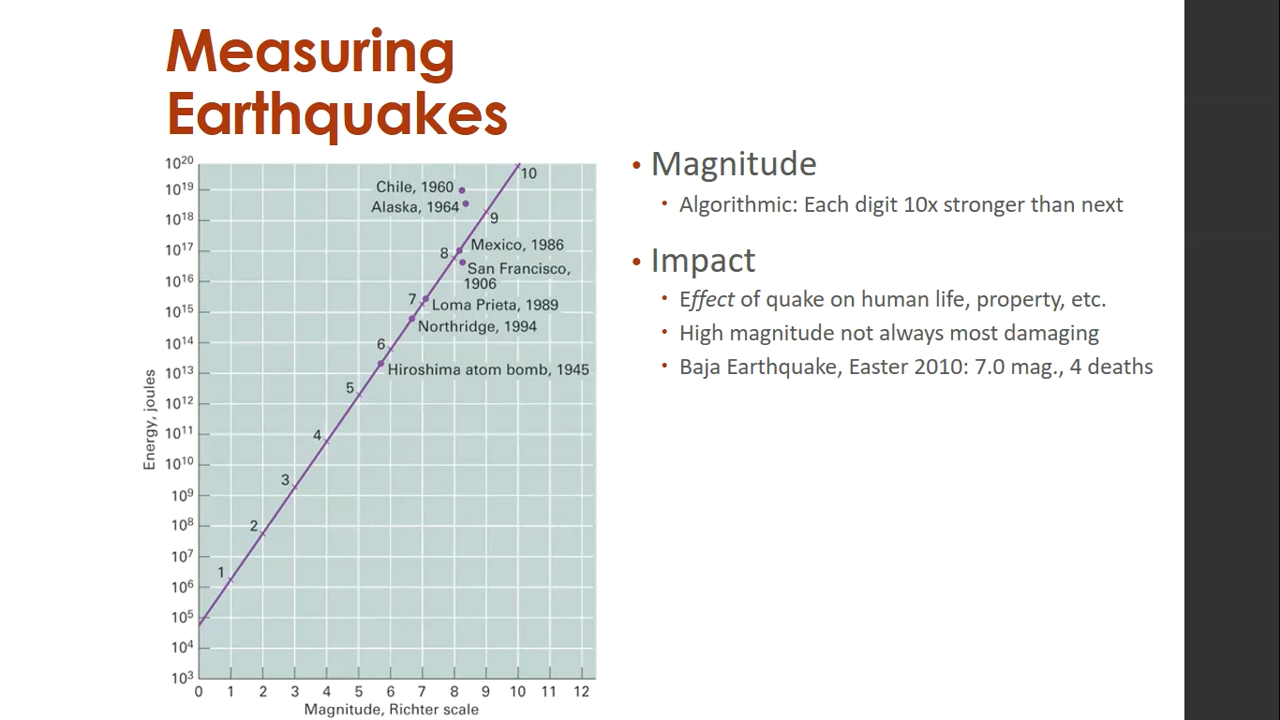 Measuring
Earthquakes
10²⁰
10¹⁹
10¹⁸
10¹⁷
10¹⁶
10¹⁵
10¹⁴
10¹³
10¹²
10¹¹
10¹⁰
10⁹
10⁸
10⁷
10⁶
10⁵
10⁴
10³
Energy, joules
Chile, 1960
Alaska, 1964
10
9
8
Mexico, 1986
San Francisco,
1906
7
Loma Prieta, 1989
Northridge, 1994
6
Hiroshima atom bomb, 1945
5
4
3
2
1
0 1 2 3 4 5 6 7 8 9 10 11 12
Magnitude, Richter scale
• Magnitude
• Algorithmic: Each digit 10x stronger than next
• Impact
• Effect of quake on human life, property, etc.
• High magnitude not always most damaging
• Baja Earthquake, Easter 2010: 7.0 mag., 4 deaths